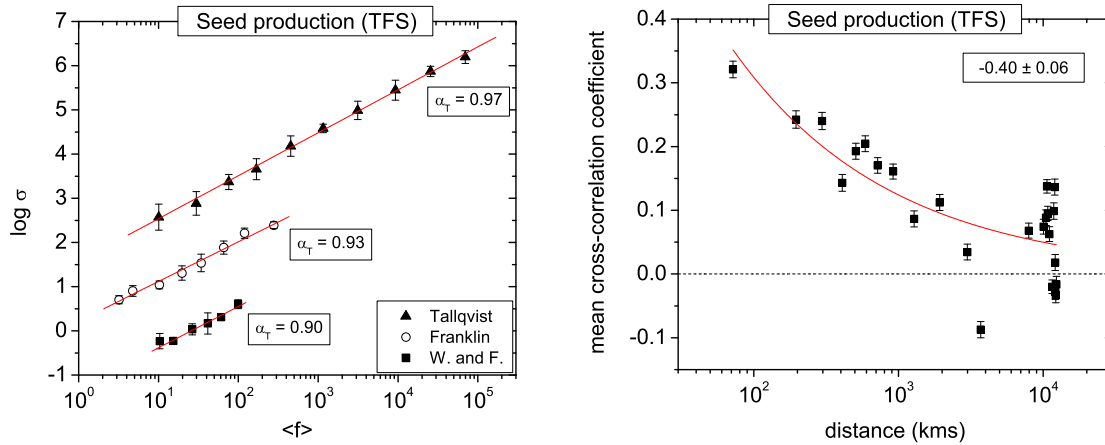 Seed production (TFS)
7
6
5
4
3
2
1
0
-1
log σ
α_T = 0.97
α_T = 0.93
α_T = 0.90
Tallqvist
Franklin
W. and F.
10^0 10^1 10^2 10^3 10^4 10^5
<f>
Seed production (TFS)
0.4
0.3
0.2
0.1
0.0
-0.1
mean cross-correlation coefficient
-0.40 ± 0.06
10^2 10^3 10^4
distance (kms)